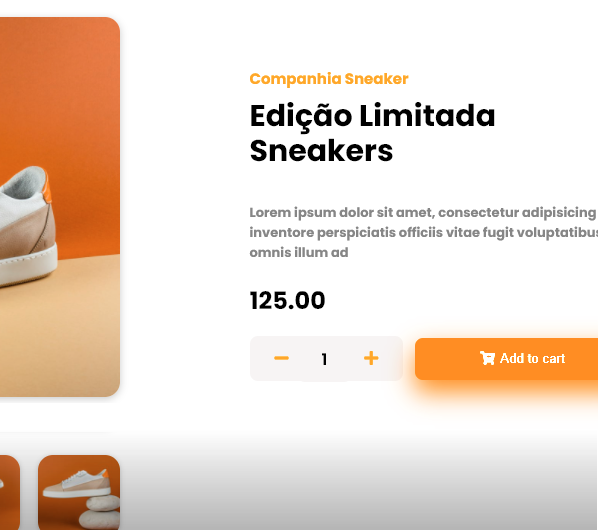 Companhia Sneaker
Edição Limitada
Sneakers
Lorem ipsum dolor sit amet, consectetur adipisicing
inventore perspiciatis officiis vitae fugit voluptatibus
omnis illum ad
125.00
1
Add to cart